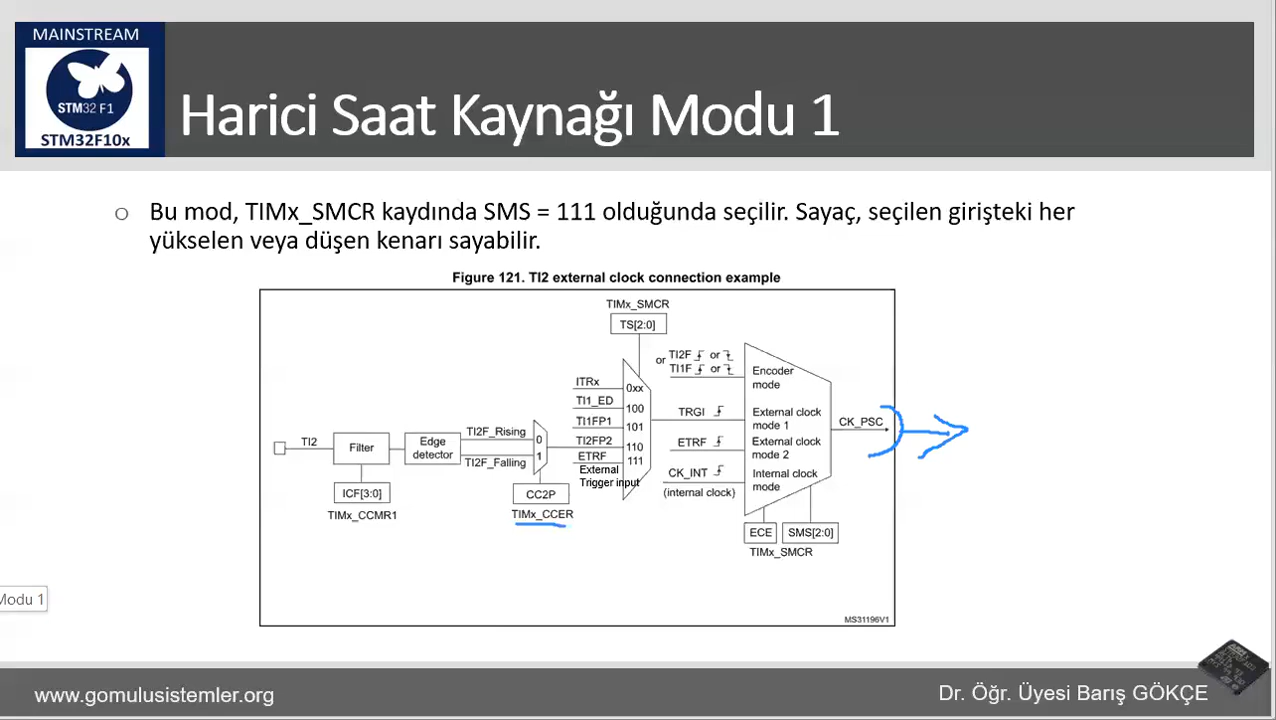 MAINSTREAM
STM32 F1
STM32F10x
Harici Saat Kaynağı Modu 1
o Bu mod, TIMx_SMCR kaydında SMS = 111 olduğunda seçilir. Sayaç, seçilen girişteki her
yükselen veya düşen kenarı sayabilir.
Figure 121. TI2 external clock connection example
TIMx_SMCR
TS[2:0]
or TI2F or
TI1F or
ITRx
0xx
TI1_ED
100
TI1FP1
101
TI2FP2
110
ETRF
111
External
Trigger input
TI2
Filter
ICF[3:0]
TIMx_CCMR1
Edge
detector
TI2F_Rising
TI2F_Falling
0
1
CC2P
TIMx_CCER
TRGI
ETRF
CK_INT
(internal clock)
Encoder
mode
External clock
mode 1
External clock
mode 2
Internal clock
mode
CK_PSC
ECE
SMS[2:0]
TIMx_SMCR
MS31196V1
Modu 1
www.gomulusistemler.org
Dr. Öğr. Üyesi Barış GÖKÇE